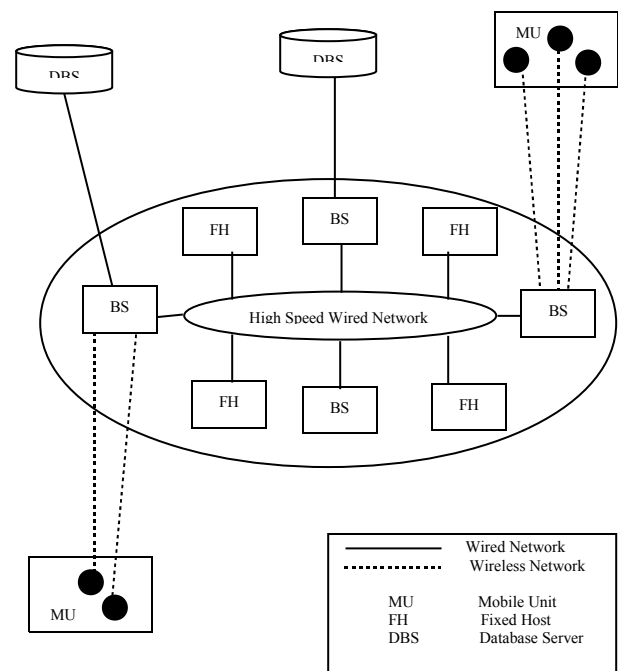 DBS
DBS
MU
FH
BS
FH
BS
High Speed Wired Network
BS
FH
BS
FH
MU
Wired Network
Wireless Network
MU Mobile Unit
FH Fixed Host
DBS Database Server